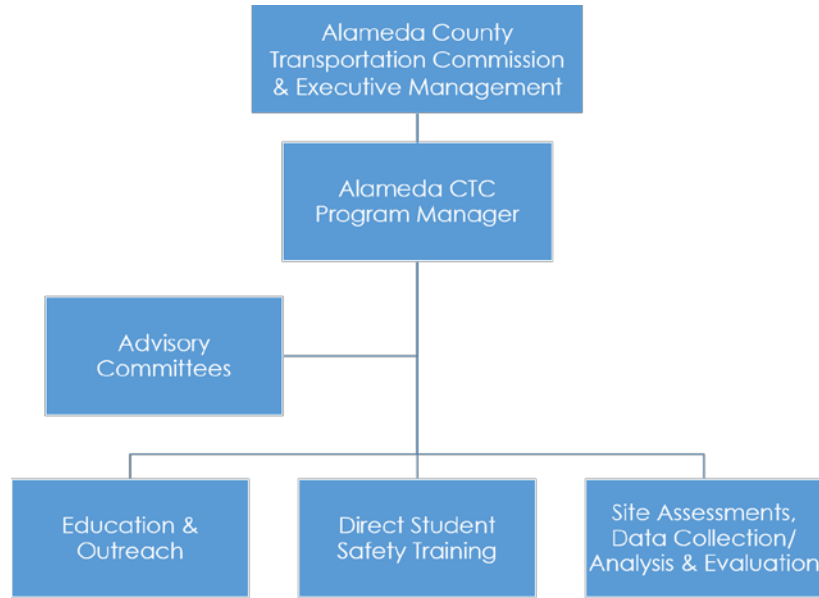 Alameda County
Transportation Commission
& Executive Management
Alameda CTC
Program Manager
Advisory
Committees
Education &
Outreach
Direct Student
Safety Training
Site Assessments,
Data Collection/
Analysis & Evaluation